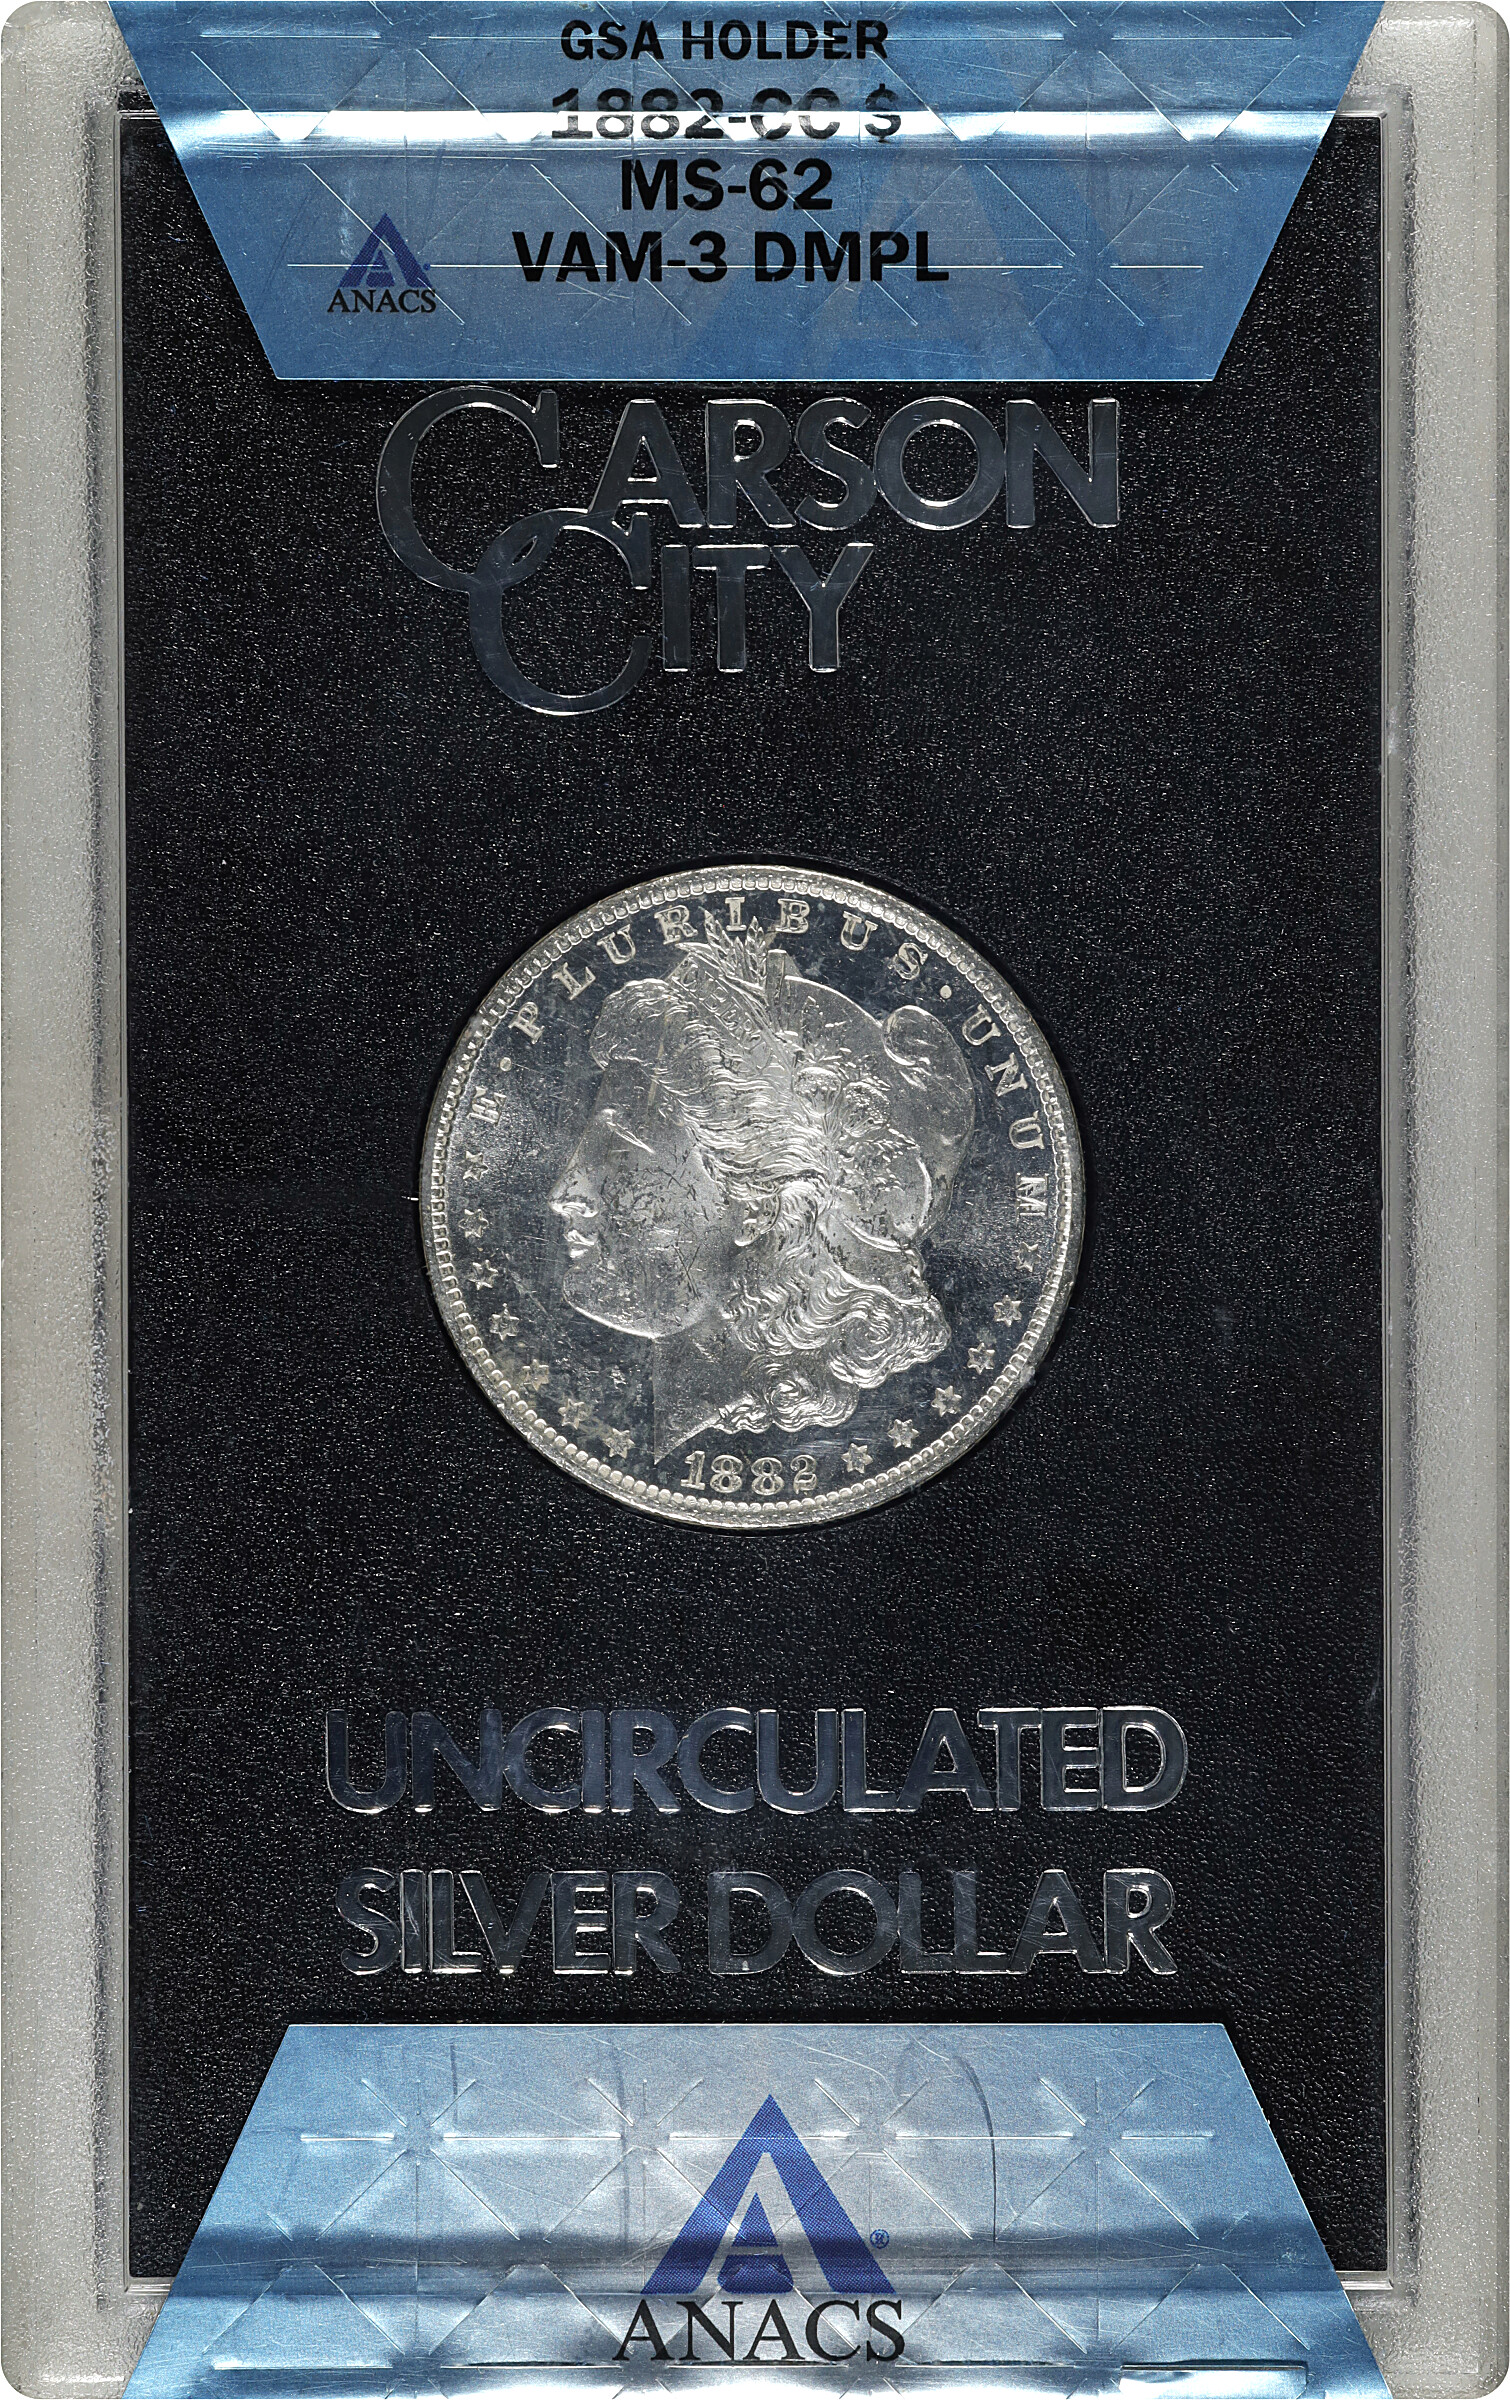 GSA HOLDER
1882-CC $
MS-62
VAM-3 DMPL
ANACS
CARSON
CITY
E · PLURIBUS · UNUM
1882
UNCIRCULATED
SILVER DOLLAR
ANACS